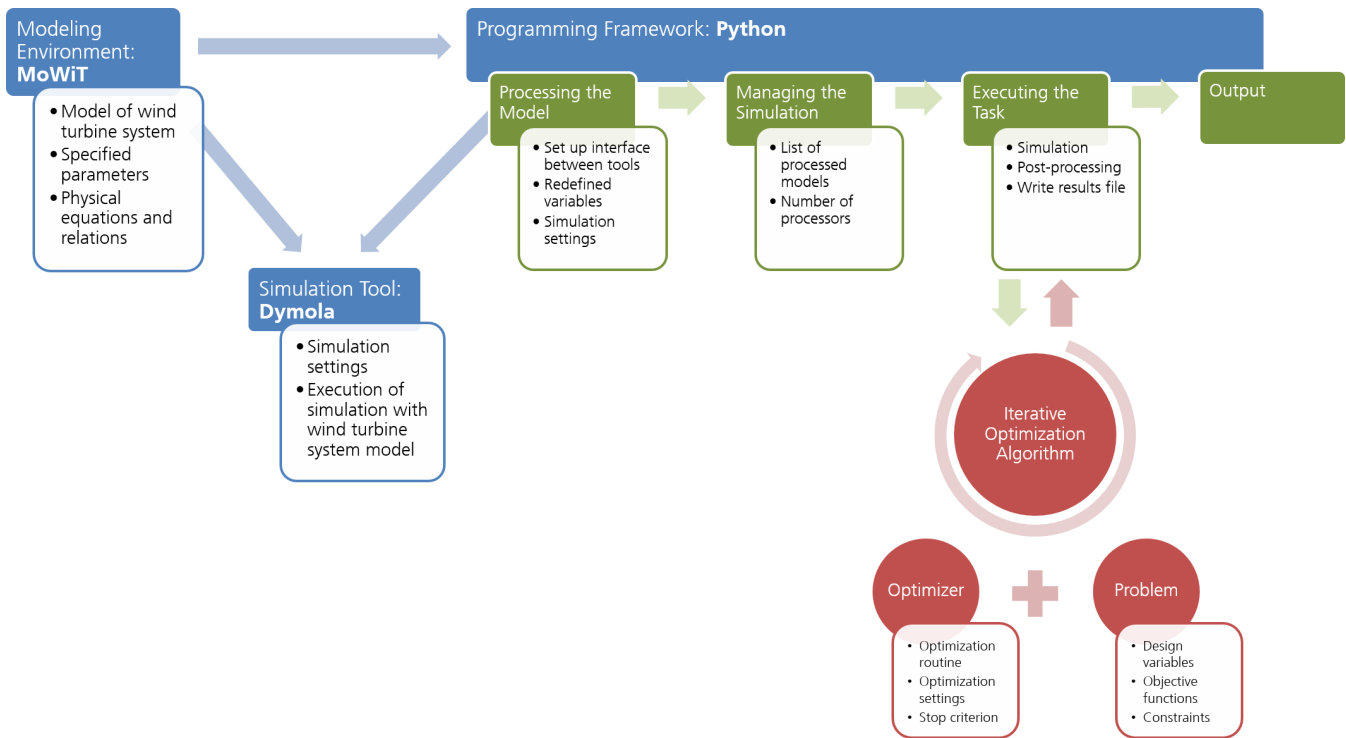 Modeling
Environment:
MoWiT
• Model of wind
turbine system
• Specified
parameters
• Physical
equations and
relations
Simulation Tool:
Dymola
• Simulation
settings
• Execution of
simulation with
wind turbine
system model
Programming Framework: Python
Processing the
Model
• Set up interface
between tools
• Redefined
variables
• Simulation
settings
Managing the
Simulation
• List of
processed
models
• Number of
processors
Executing the
Task
• Simulation
• Post-processing
• Write results file
Output
Iterative
Optimization
Algorithm
Optimizer
• Optimization
routine
• Optimization
settings
• Stop criterion
Problem
• Design
variables
• Objective
functions
• Constraints